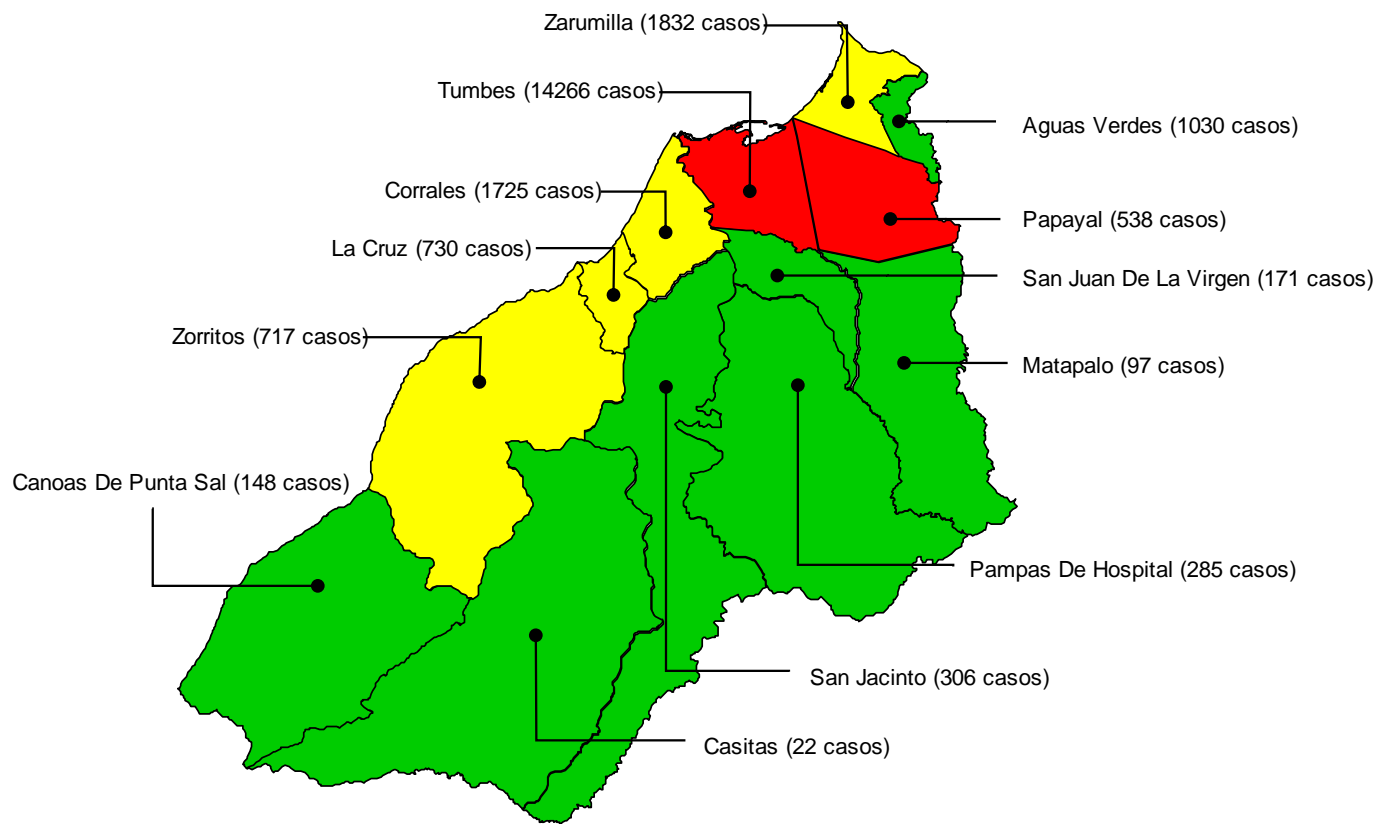 Zarumilla (1832 casos)
Tumbes (14266 casos)
Aguas Verdes (1030 casos)
Corrales (1725 casos)
Papayal (538 casos)
La Cruz (730 casos)
San Juan De La Virgen (171 casos)
Zorritos (717 casos)
Matapalo (97 casos)
Canoas De Punta Sal (148 casos)
Pampas De Hospital (285 casos)
San Jacinto (306 casos)
Casitas (22 casos)